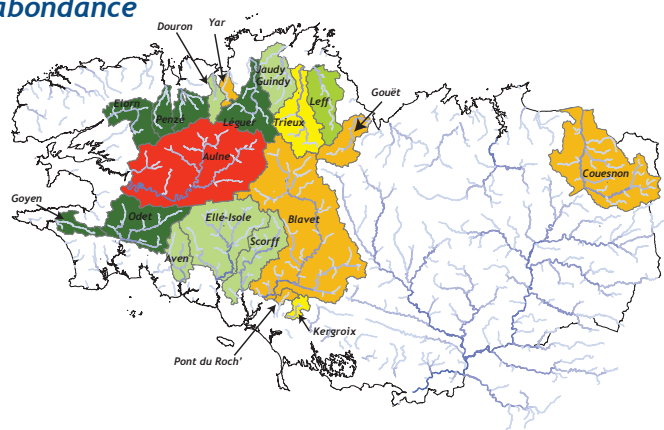 abondance
Douron
Yar
Jaudy
Guindy
Gouët
Elorn
Penzé
Léguer
Trieux
Leff
Aulne
Couesnon
Goyen
Odet
Ellé-Isole
Blavet
Scorff
Aven
Kergroix
Pont du Roch'